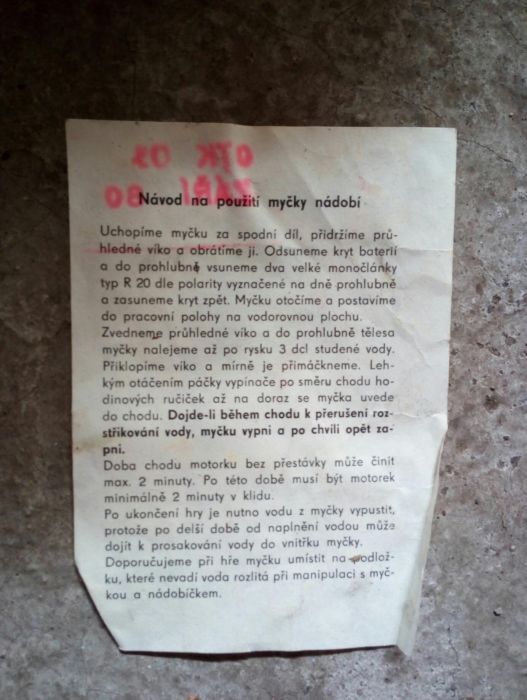 OTK 03
ZÁŘÍ 80
Návod na použití myčky nádobí
Uchopíme myčku za spodní díl, přidržíme prů-
hledné víko a obrátíme ji. Odsuneme kryt baterií
a do prohlubně vsuneme dva velké monočlánky
typ R 20 dle polarity vyznačené na dně prohlubně
a zasuneme kryt zpět. Myčku otočíme a postavíme
do pracovní polohy na vodorovnou plochu.
Zvedneme průhledné víko a do prohlubně tělesa
myčky nalejeme až po rysku 3 dcl studené vody.
Přiklopíme víko a mírně je přimáčkneme. Leh-
kým otáčením páčky vypínače po směru chodu ho-
dinových ručiček až na doraz se myčka uvede
do chodu. Dojde-li během chodu k přerušení roz-
střikování vody, myčku vypni a po chvíli opět za-
pni.
Doba chodu motorku bez přestávky může činit
max. 2 minuty. Po této době musí být motorek
minimálně 2 minuty v klidu.
Po ukončení hry je nutno vodu z myčky vypustit,
protože po delší době od naplnění vodou může
dojít k prosakování vody do vnitřku myčky.
Doporučujeme při hře myčku umístit na podlož-
ku, které nevadí voda rozlitá při manipulaci s myč-
kou a nádobíčkem.